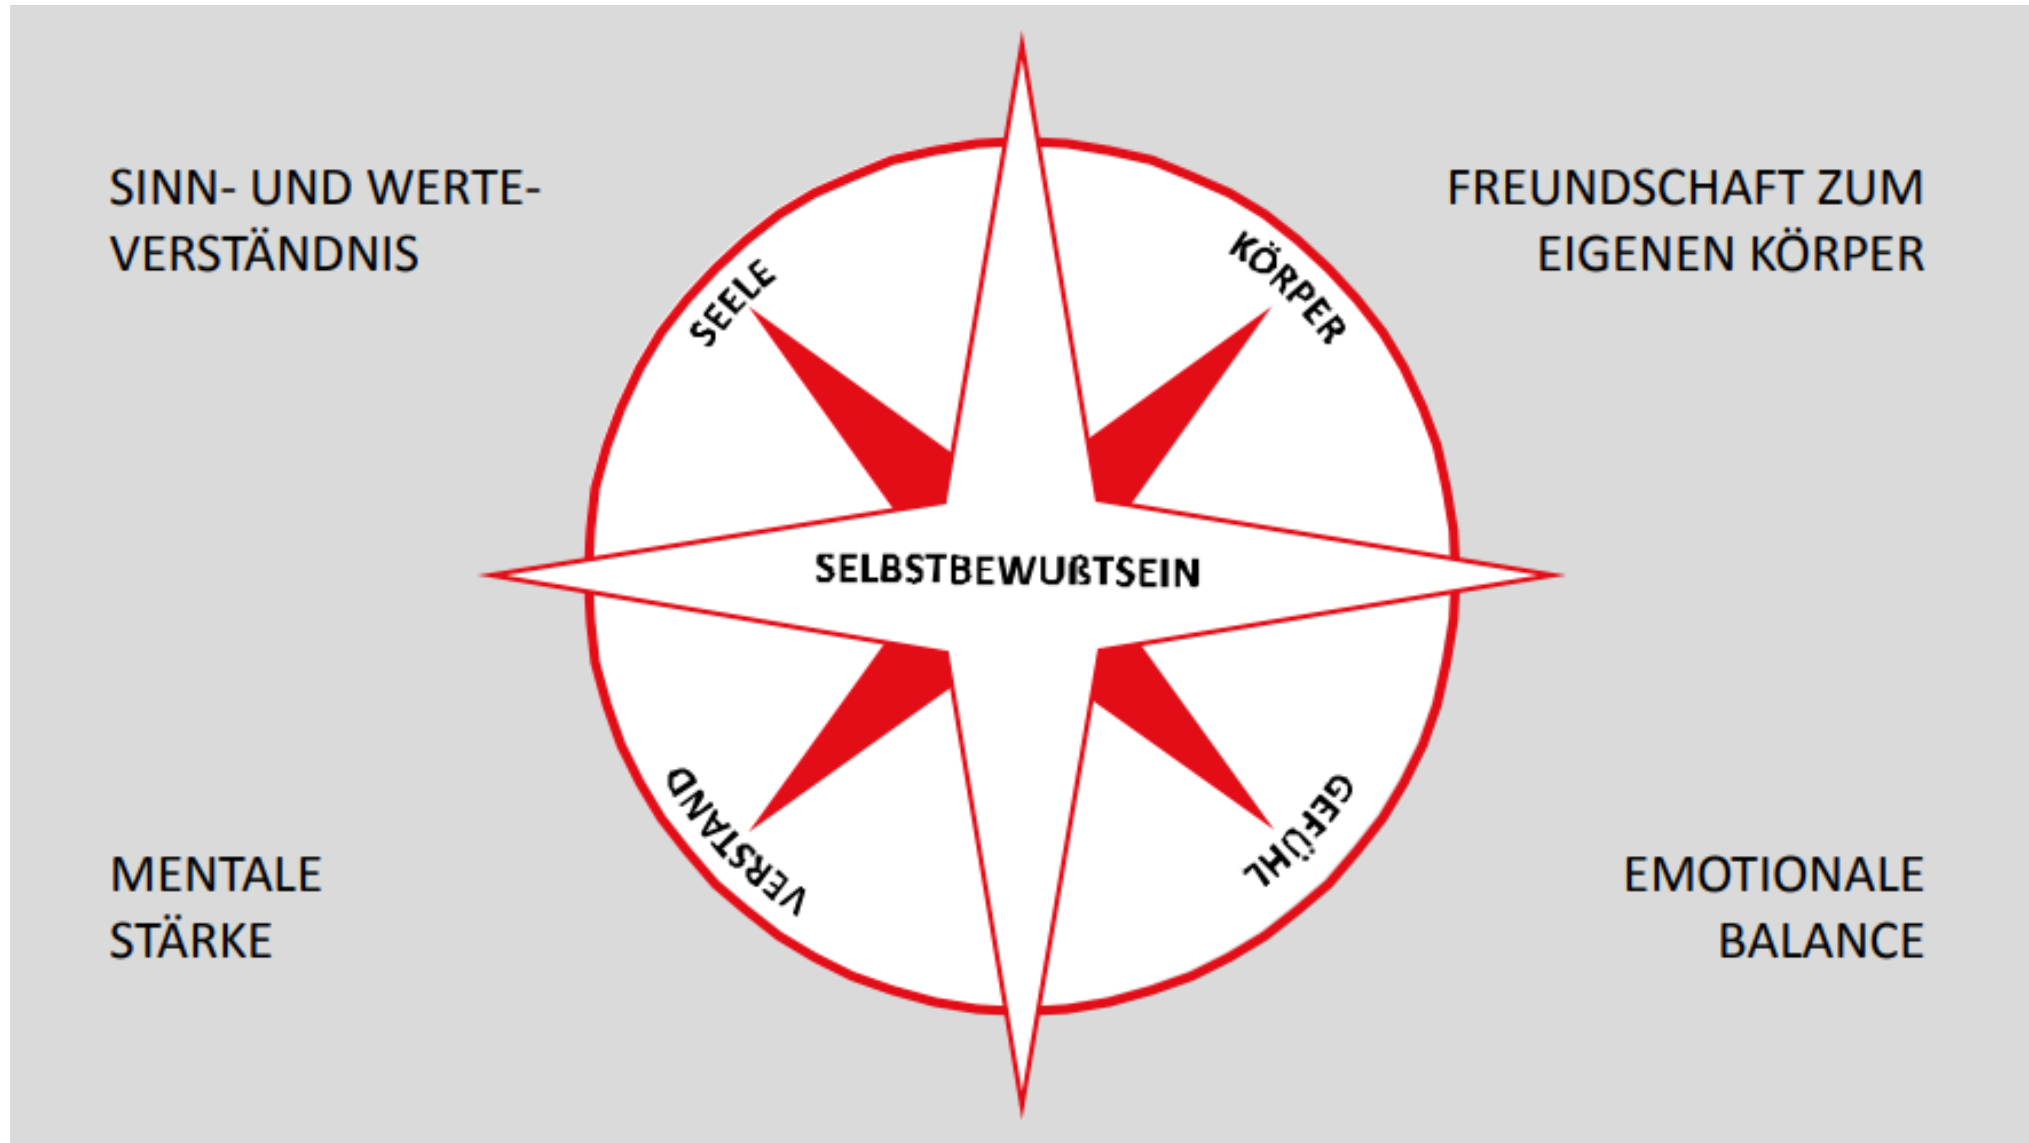 SINN- UND WERTE-
VERSTÄNDNIS
FREUNDSCHAFT ZUM
EIGENEN KÖRPER
SEELE
KÖRPER
SELBSTBEWUßTSEIN
VERSTAND
GEFÜHL
MENTALE
STÄRKE
EMOTIONALE
BALANCE